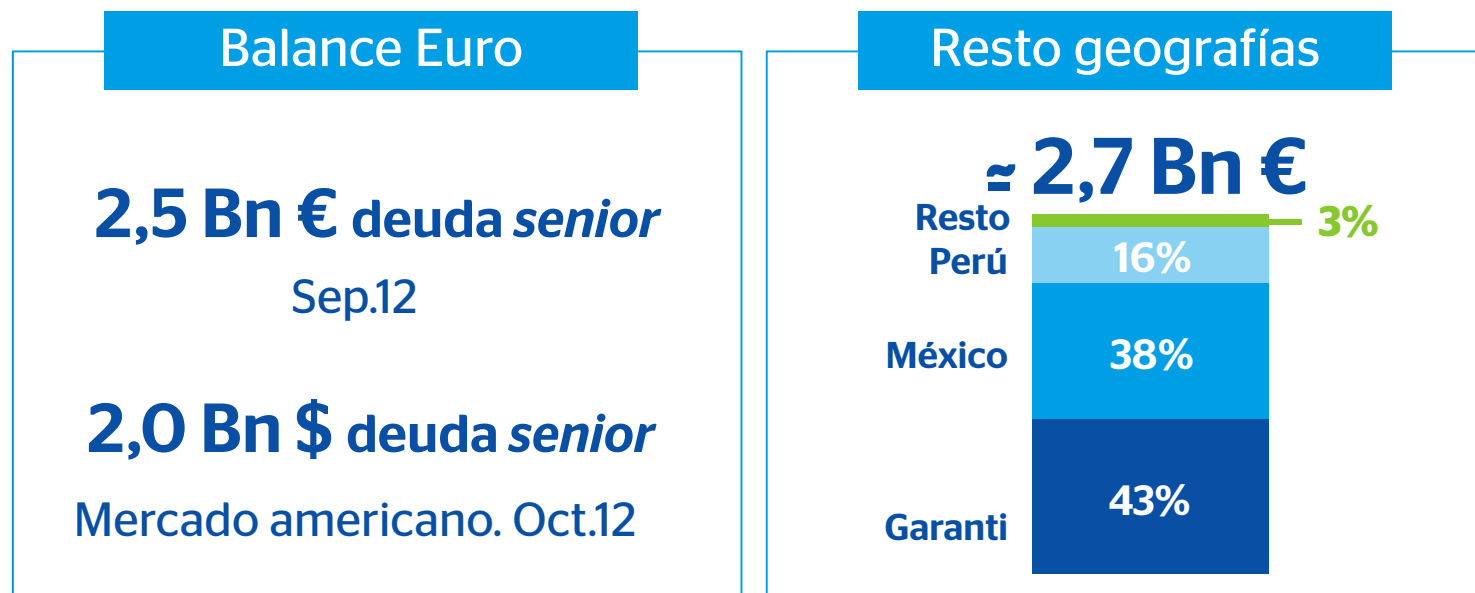 Balance Euro
2,5 Bn € deuda senior
Sep.12
2,0 Bn $ deuda senior
Mercado americano. Oct.12
Resto geografías
≃ 2,7 Bn €
Resto 3%
Perú 16%
México 38%
Garanti 43%